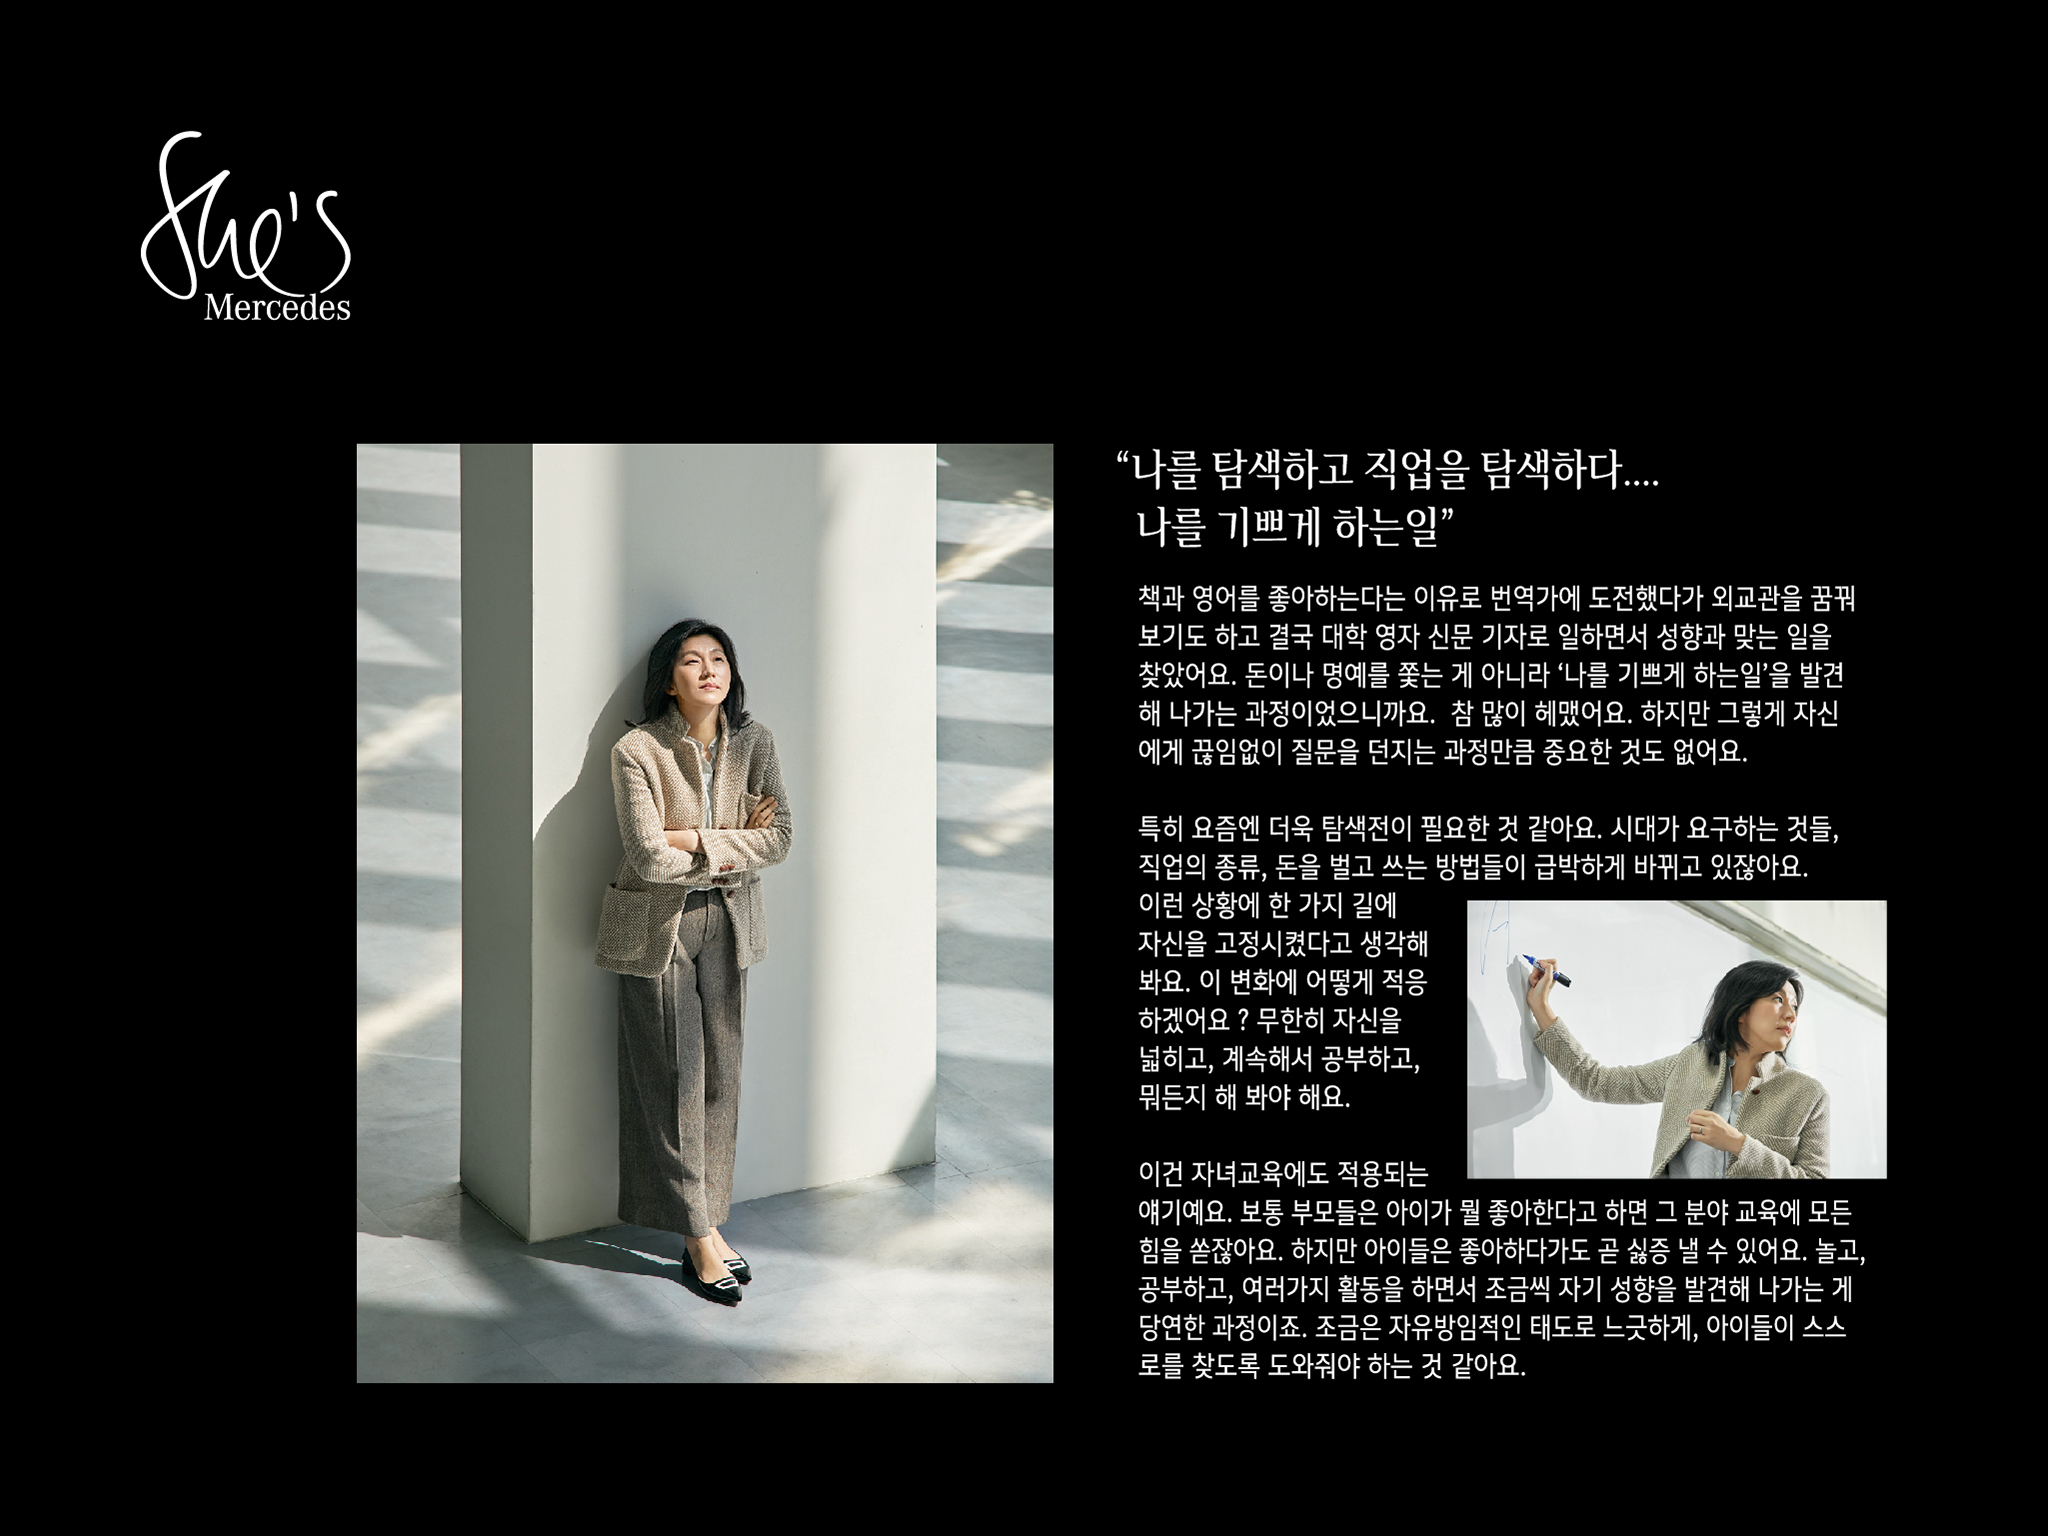 She's
Mercedes
“나를 탐색하고 직업을 탐색하다....
나를 기쁘게 하는일”
책과 영어를 좋아하는다는 이유로 번역가에 도전했다가 외교관을 꿈꿔
보기도 하고 결국 대학 영자 신문 기자로 일하면서 성향과 맞는 일을
찾았어요. 돈이나 명예를 쫓는 게 아니라 ‘나를 기쁘게 하는일’을 발견
해 나가는 과정이었으니까요. 참 많이 헤맸어요. 하지만 그렇게 자신
에게 끊임없이 질문을 던지는 과정만큼 중요한 것도 없어요.
특히 요즘엔 더욱 탐색전이 필요한 것 같아요. 시대가 요구하는 것들,
직업의 종류, 돈을 벌고 쓰는 방법들이 급박하게 바뀌고 있잖아요.
이런 상황에 한 가지 길에
자신을 고정시켰다고 생각해
봐요. 이 변화에 어떻게 적응
하겠어요 ? 무한히 자신을
넓히고, 계속해서 공부하고,
뭐든지 해 봐야 해요.
이건 자녀교육에도 적용되는
얘기예요. 보통 부모들은 아이가 뭘 좋아한다고 하면 그 분야 교육에 모든
힘을 쏟잖아요. 하지만 아이들은 좋아하다가도 곧 싫증 낼 수 있어요. 놀고,
공부하고, 여러가지 활동을 하면서 조금씩 자기 성향을 발견해 나가는 게
당연한 과정이죠. 조금은 자유방임적인 태도로 느긋하게, 아이들이 스스
로를 찾도록 도와줘야 하는 것 같아요.